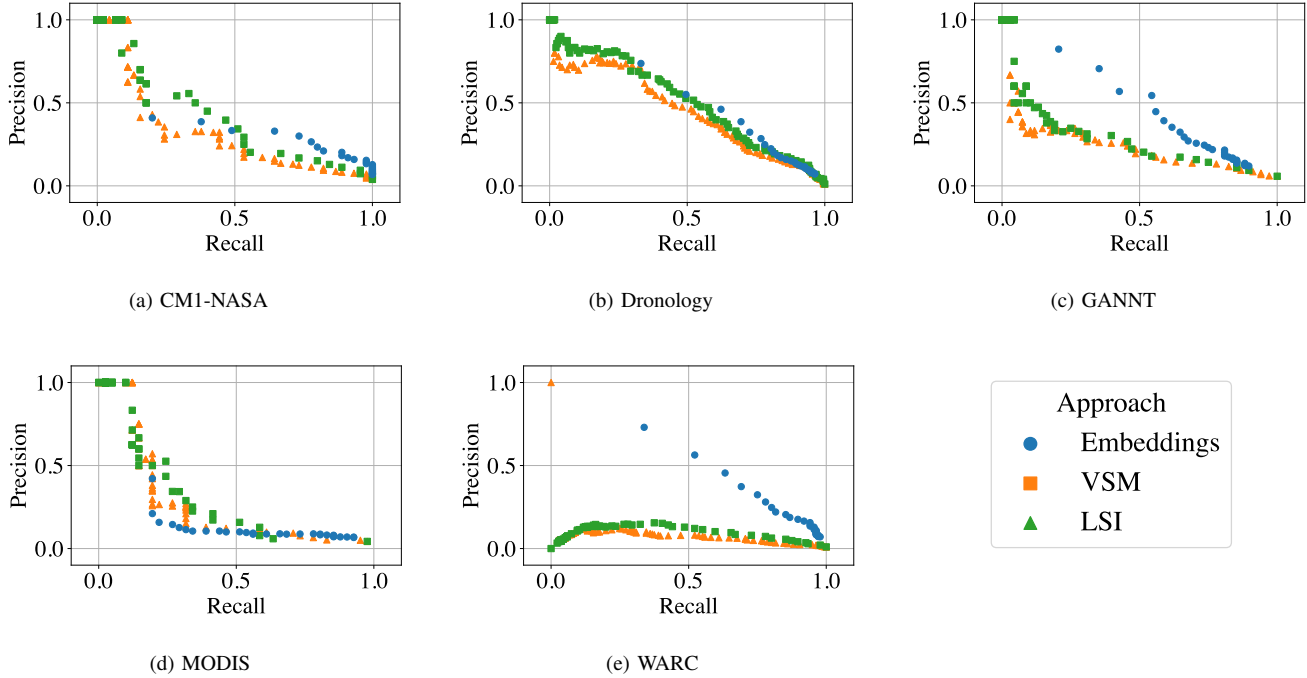 Precision
1.0
0.5
0.0
0.0 0.5 1.0
Recall
(a) CM1-NASA
Precision
1.0
0.5
0.0
0.0 0.5 1.0
Recall
(b) Dronology
Precision
1.0
0.5
0.0
0.0 0.5 1.0
Recall
(c) GANNT
Precision
1.0
0.5
0.0
0.0 0.5 1.0
Recall
(d) MODIS
Precision
1.0
0.5
0.0
0.0 0.5 1.0
Recall
(e) WARC
Approach
Embeddings
VSM
LSI